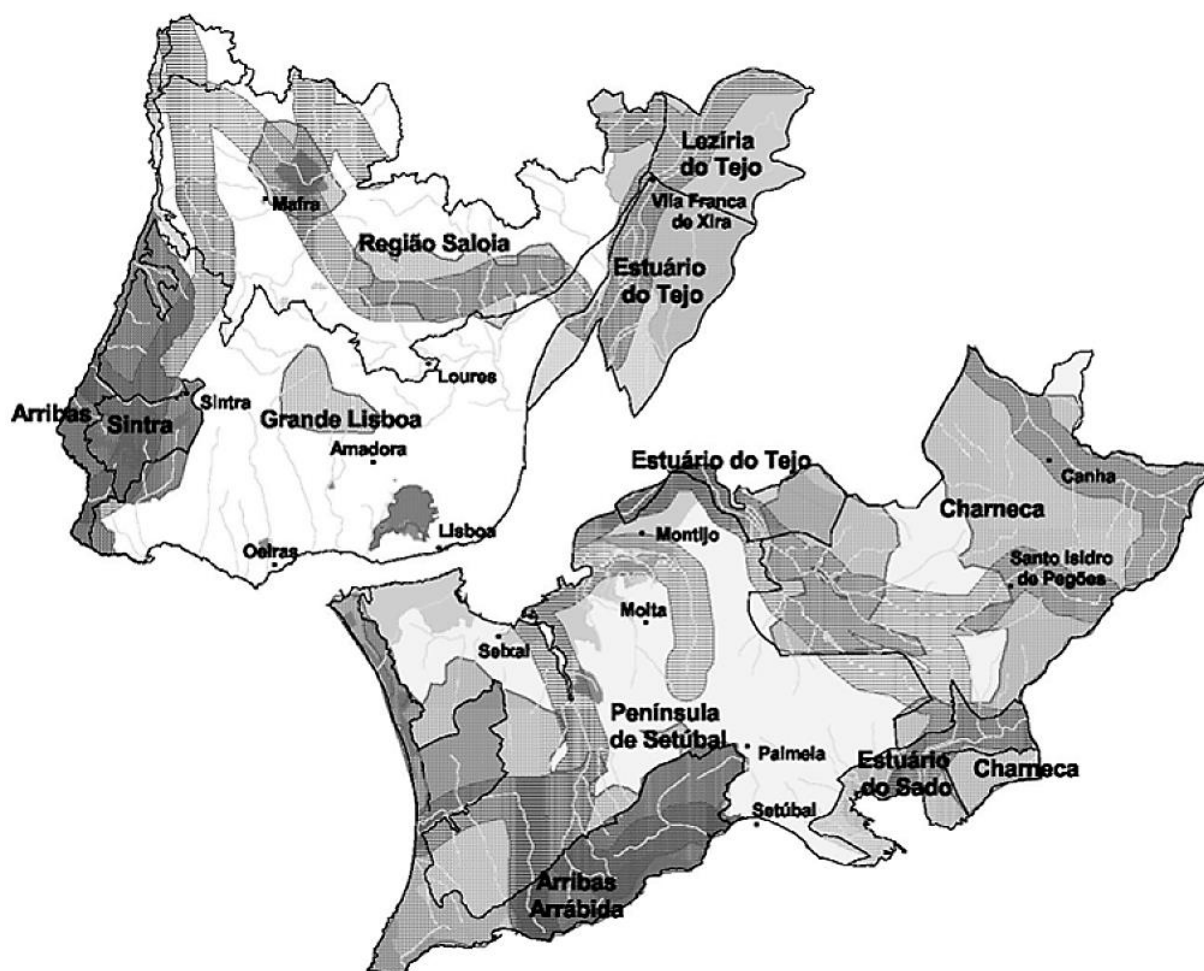 Lezíria
do Tejo
Mafra
Vila Franca
de Xira
Região Saloia
Estuário
do Tejo
Loures
Sintra
Arribas
Sintra
Grande Lisboa
Amadora
Estuário do Tejo
Canha
Charneca
Lisboa
Montijo
Oeiras
Santo Isidro
de Pegões
Moita
Seixal
Península
de Setúbal
Palmela
Estuário
do Sado
Charneca
Setúbal
Arribas
Arrábida